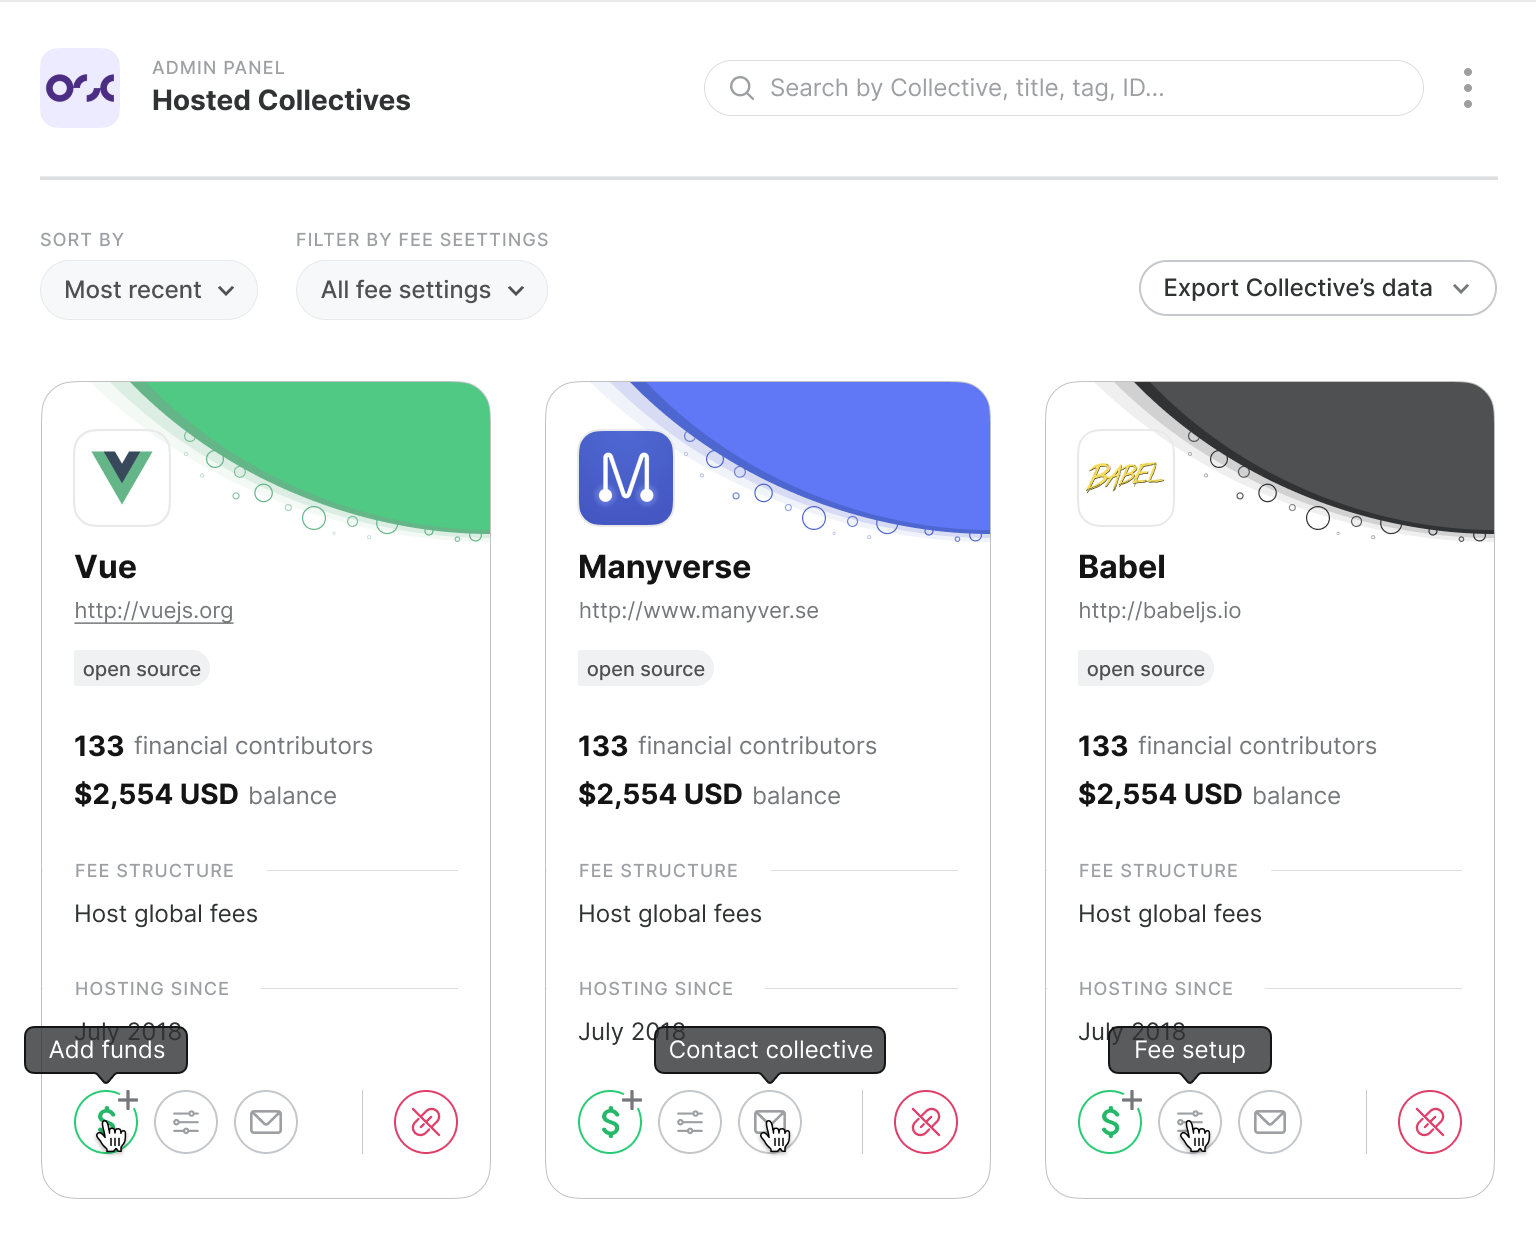 ADMIN PANEL
Hosted Collectives
Search by Collective, title, tag, ID...
SORT BY
FILTER BY FEE SEETTINGS
Most recent
All fee settings
Export Collective’s data
Vue
http://vuejs.org
open source
133 financial contributors
$2,554 USD balance
FEE STRUCTURE
Host global fees
HOSTING SINCE
July 2018
Add funds
Manyverse
http://www.manyver.se
open source
133 financial contributors
$2,554 USD balance
FEE STRUCTURE
Host global fees
HOSTING SINCE
July 2018
Contact collective
BABEL
Babel
http://babeljs.io
open source
133 financial contributors
$2,554 USD balance
FEE STRUCTURE
Host global fees
HOSTING SINCE
July 2018
Fee setup